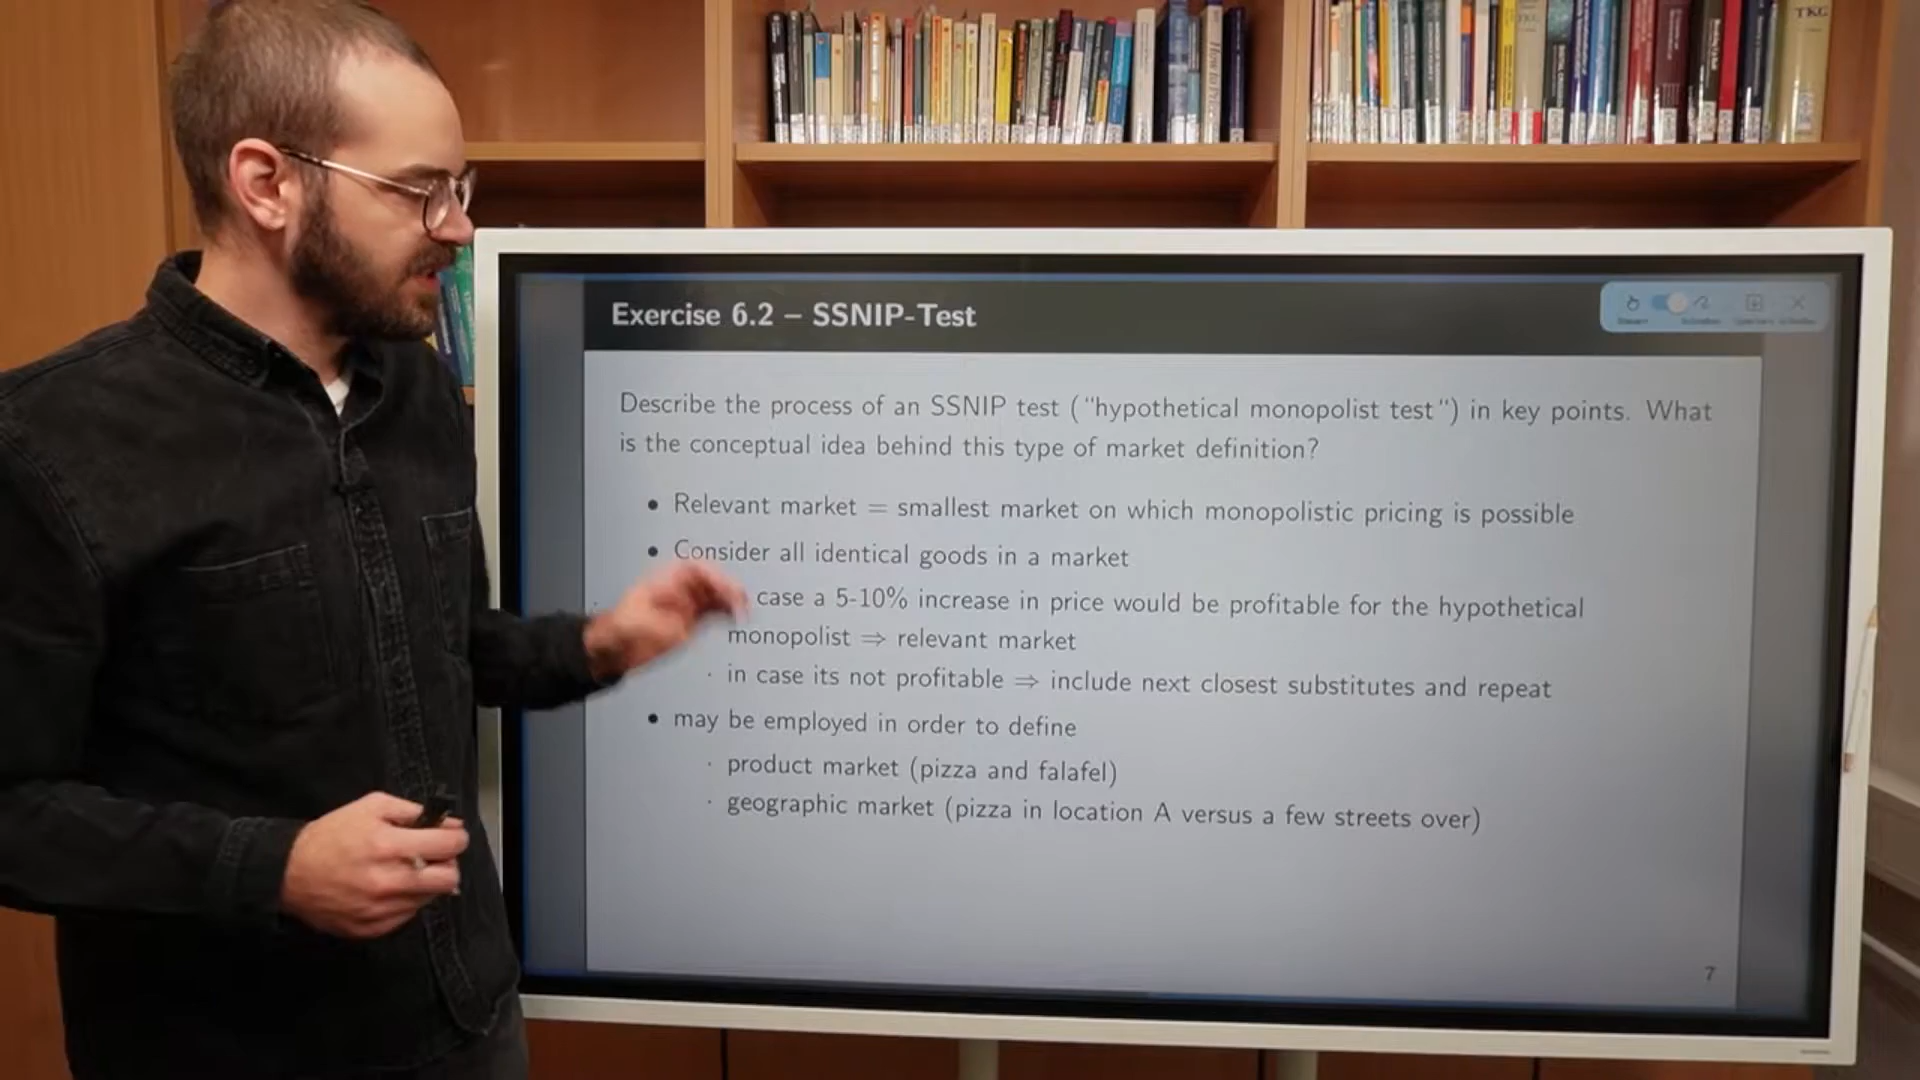 TKG
How to Price
Exercise 6.2 – SSNIP-Test
Describe the process of an SSNIP test ("hypothetical monopolist test") in key points. What
is the conceptual idea behind this type of market definition?
• Relevant market = smallest market on which monopolistic pricing is possible
• Consider all identical goods in a market
case a 5-10% increase in price would be profitable for the hypothetical
monopolist ⇒ relevant market
· in case its not profitable ⇒ include next closest substitutes and repeat
• may be employed in order to define
· product market (pizza and falafel)
· geographic market (pizza in location A versus a few streets over)
7